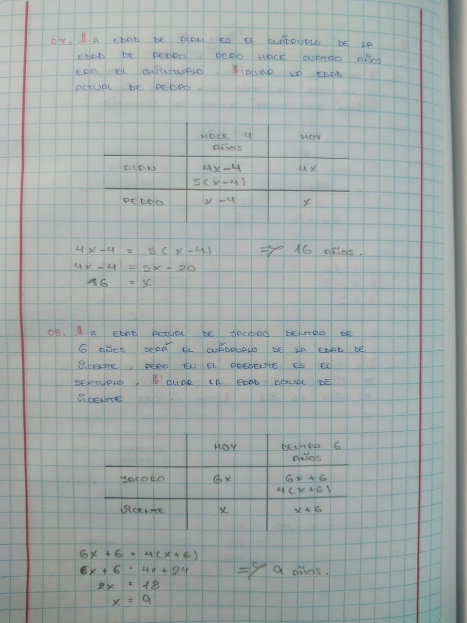 07. LA EDAD DE DIAN ES EL CUÁDRUPLO DE LA
EDAD DE PEDRO, PERO HACE CUATRO AÑOS
ERA EL QUÍNTUPLO. HALLAR LA EDAD
ACTUAL DE PEDRO.
HACE 4 AÑOS HOY
DIAN 4x-4 4x
5(x-4)
PEDRO x-4 x
4x-4 = 5(x-4) => 16 AÑOS.
4x-4 = 5x-20
16 = x
08. LA EDAD ACTUAL DE JACOBO DENTRO DE
6 AÑOS SERÁ EL CUÁDRUPLO DE LA EDAD DE
VICENTE, PERO EN EL PRESENTE ES EL
SEXTUPLO. HALLAR LA EDAD ACTUAL DE
VICENTE
HOY DENTRO 6 AÑOS
JACOBO 6x 6x+6
4(x+6)
VICENTE x x+6
6x+6 = 4(x+6)
6x+6 = 4x+24 => 9 AÑOS.
2x = 18
x = 9